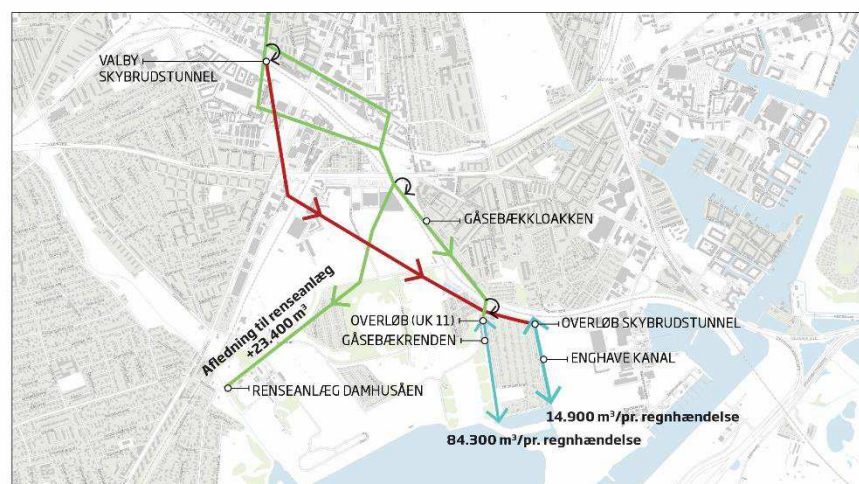 VALBY
SKYBRUDSTUNNEL
GÅSEBÆKKLOAKKEN
Afledning til renseanlæg
+23.400 m³
OVERLØB (UK 11)
GÅSEBÆKRENDEN
OVERLØB SKYBRUDSTUNNEL
ENGHAVE KANAL
RENSEANLÆG DAMHUSÅEN
14.900 m³/pr. regnhændelse
84.300 m³/pr. regnhændelse